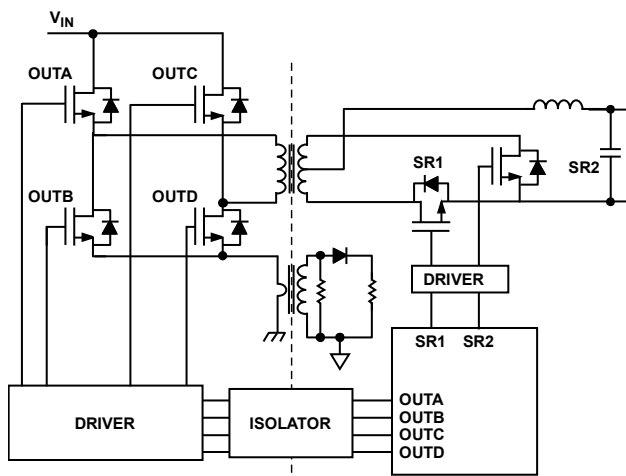 VIN
OUTA
OUTC
SR1
SR2
OUTB
OUTD
DRIVER
SR1 SR2
DRIVER
ISOLATOR
OUTA
OUTB
OUTC
OUTD